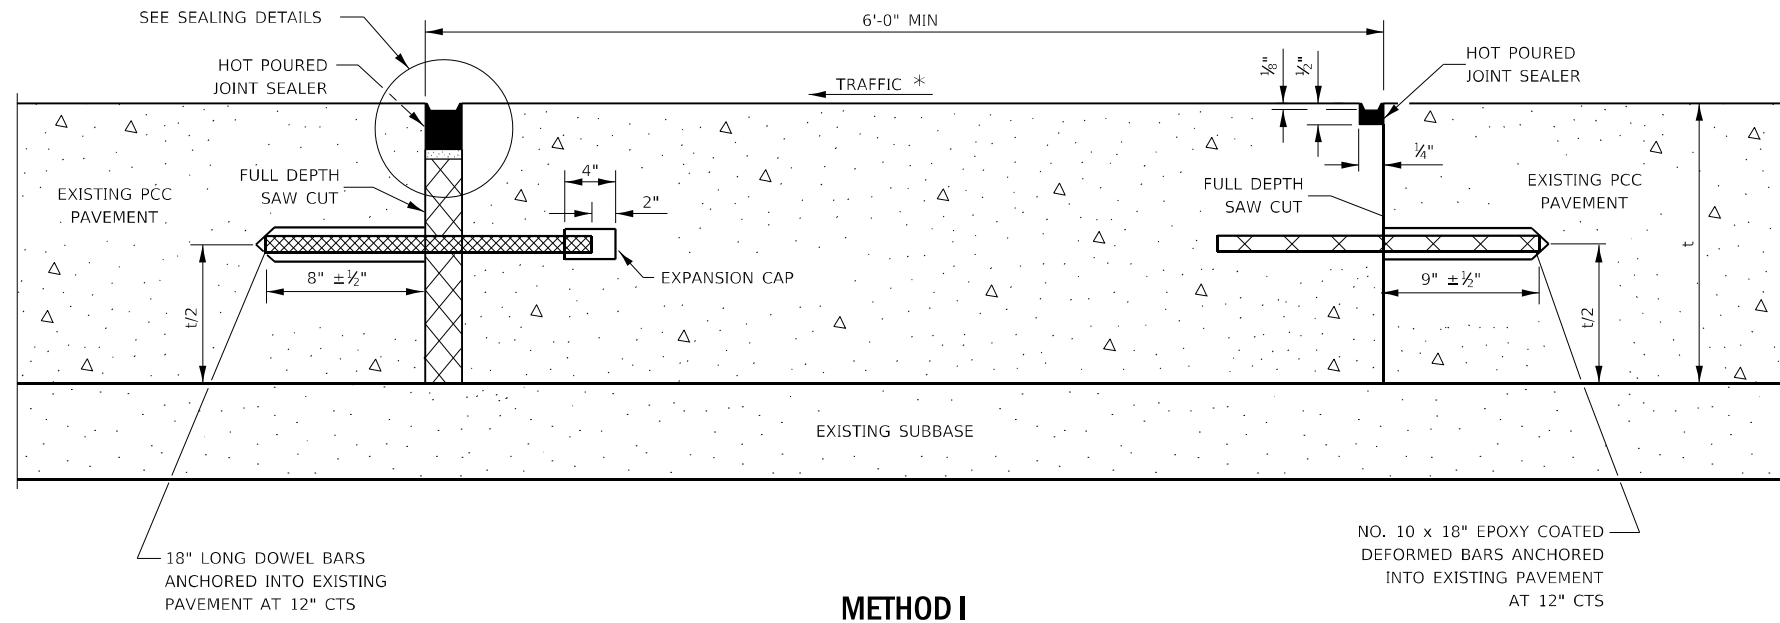 SEE SEALING DETAILS
6'-0" MIN
HOT POURED
JOINT SEALER
TRAFFIC *
⅛"
½"
HOT POURED
JOINT SEALER
EXISTING PCC
PAVEMENT
FULL DEPTH
SAW CUT
4"
2"
¼"
FULL DEPTH
SAW CUT
EXISTING PCC
PAVEMENT
t
EXPANSION CAP
8" ±½"
9" ±½"
t/2
t/2
EXISTING SUBBASE
18" LONG DOWEL BARS
ANCHORED INTO EXISTING
PAVEMENT AT 12" CTS
NO. 10 x 18" EPOXY COATED
DEFORMED BARS ANCHORED
INTO EXISTING PAVEMENT
AT 12" CTS
METHOD I